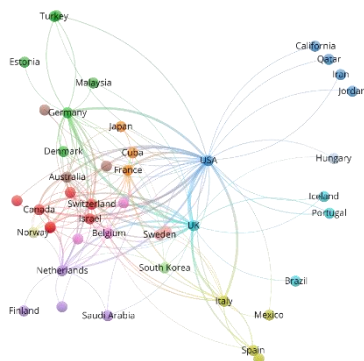 Turkey
California
Qatar
Estonia
Iran
Malaysia
Jordan
Germany
Japan
Denmark
Cuba
USA
Hungary
France
Australia
Iceland
Switzerland
Canada
Portugal
Israel
UK
Norway
Belgium
Sweden
South Korea
Netherlands
Brazil
Italy
Finland
Saudi Arabia
Mexico
Spain